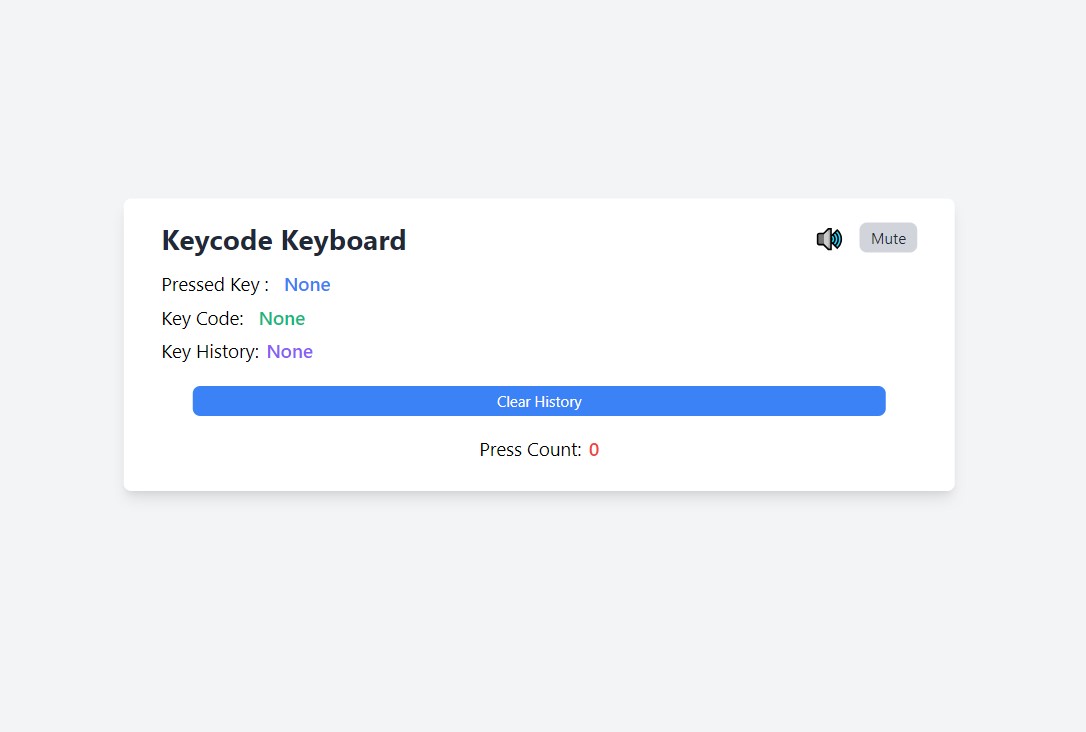 Keycode Keyboard
Mute
Pressed Key : None
Key Code: None
Key History: None
Clear History
Press Count: 0